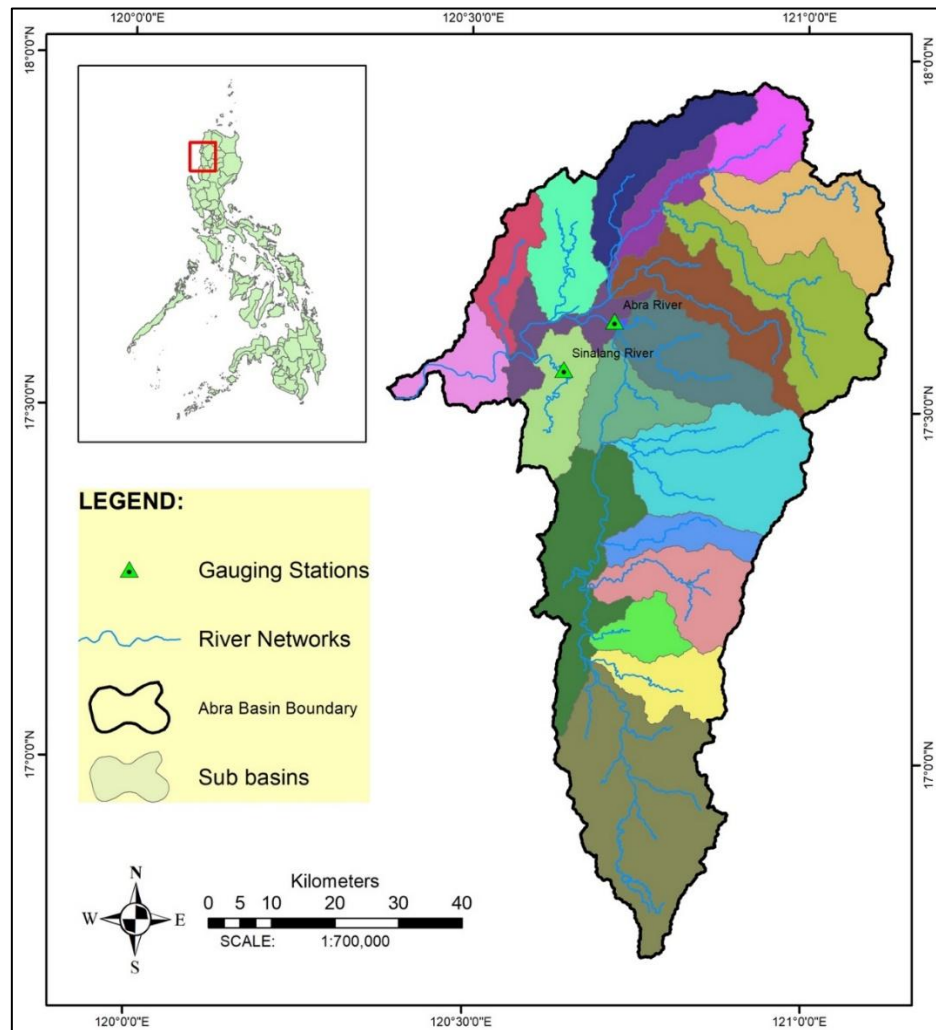 120°0'0"E
120°30'0"E
121°0'0"E
18°0'0"N
18°0'0"N
Abra River
Sinalang River
17°30'0"N
17°30'0"N
LEGEND:
Gauging Stations
River Networks
Abra Basin Boundary
Sub basins
17°0'0"N
17°0'0"N
N
W
E
S
Kilometers
0 5 10 20 30 40
SCALE: 1:700,000
120°0'0"E
120°30'0"E
121°0'0"E